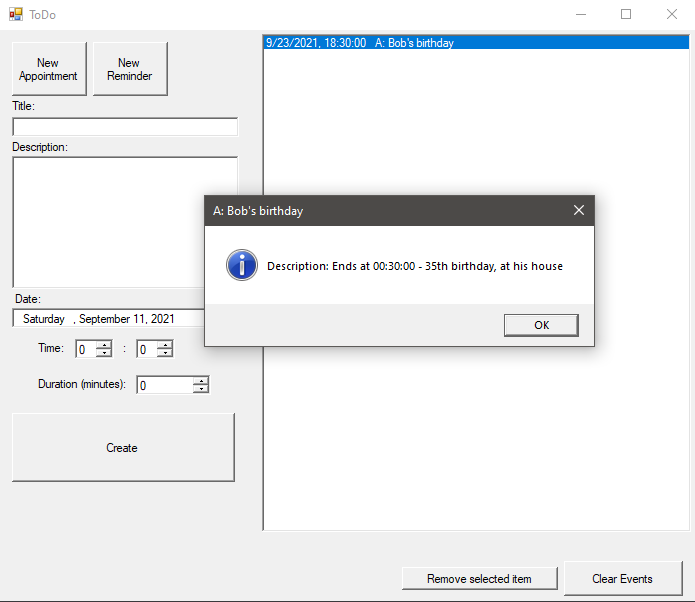 ToDo
New
Appointment
New
Reminder
Title:
Description:
Date:
Saturday , September 11, 2021
Time: 0 : 0
Duration (minutes): 0
Create
9/23/2021, 18:30:00 A: Bob's birthday
A: Bob's birthday
Description: Ends at 00:30:00 - 35th birthday, at his house
OK
Remove selected item
Clear Events